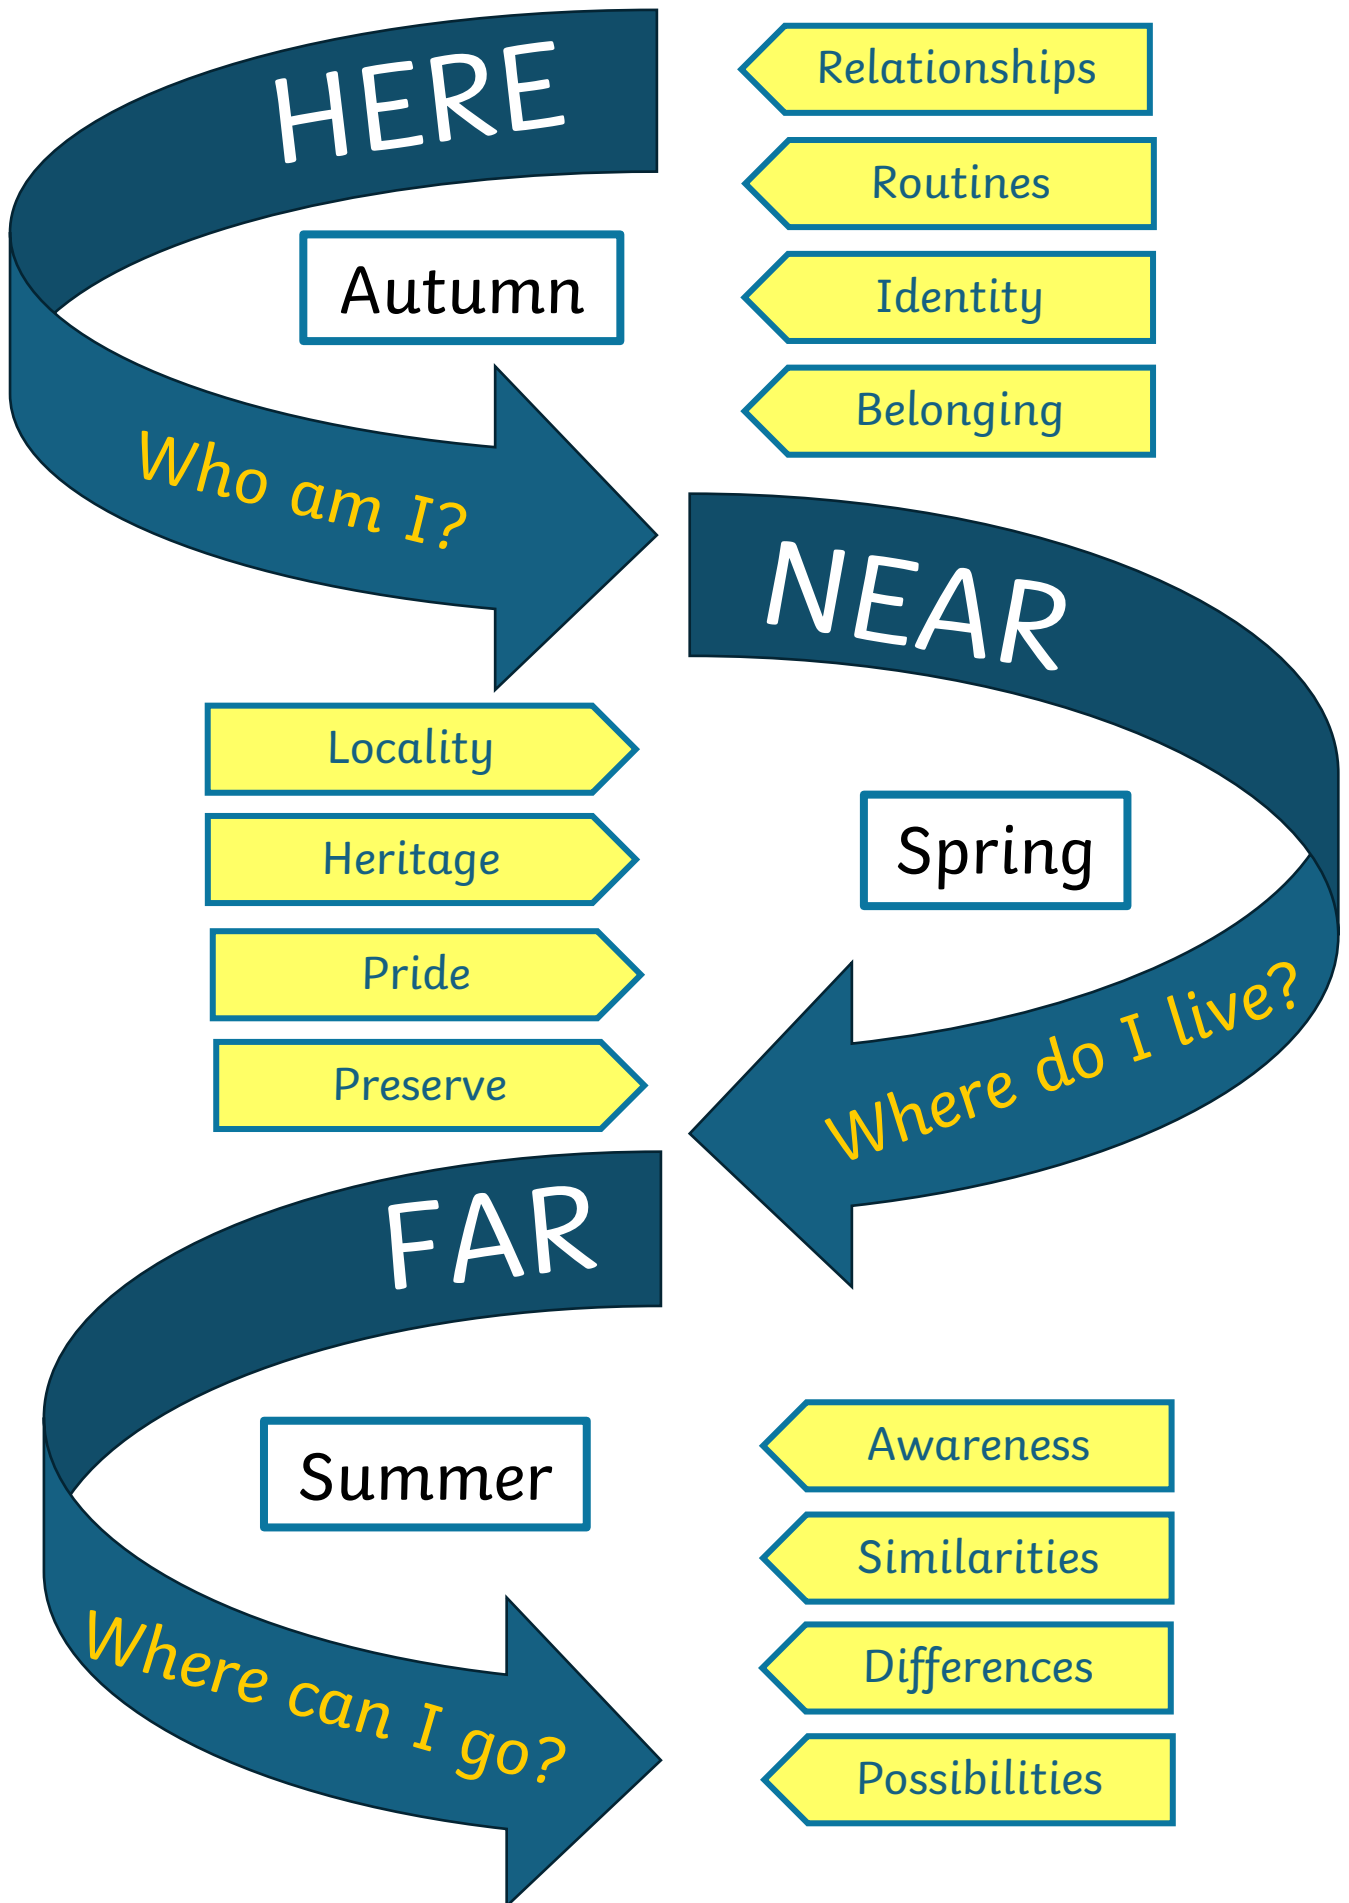 HERE
Autumn
Who am I?
Relationships
Routines
Identity
Belonging
NEAR
Spring
Where do I live?
Locality
Heritage
Pride
Preserve
FAR
Summer
Where can I go?
Awareness
Similarities
Differences
Possibilities